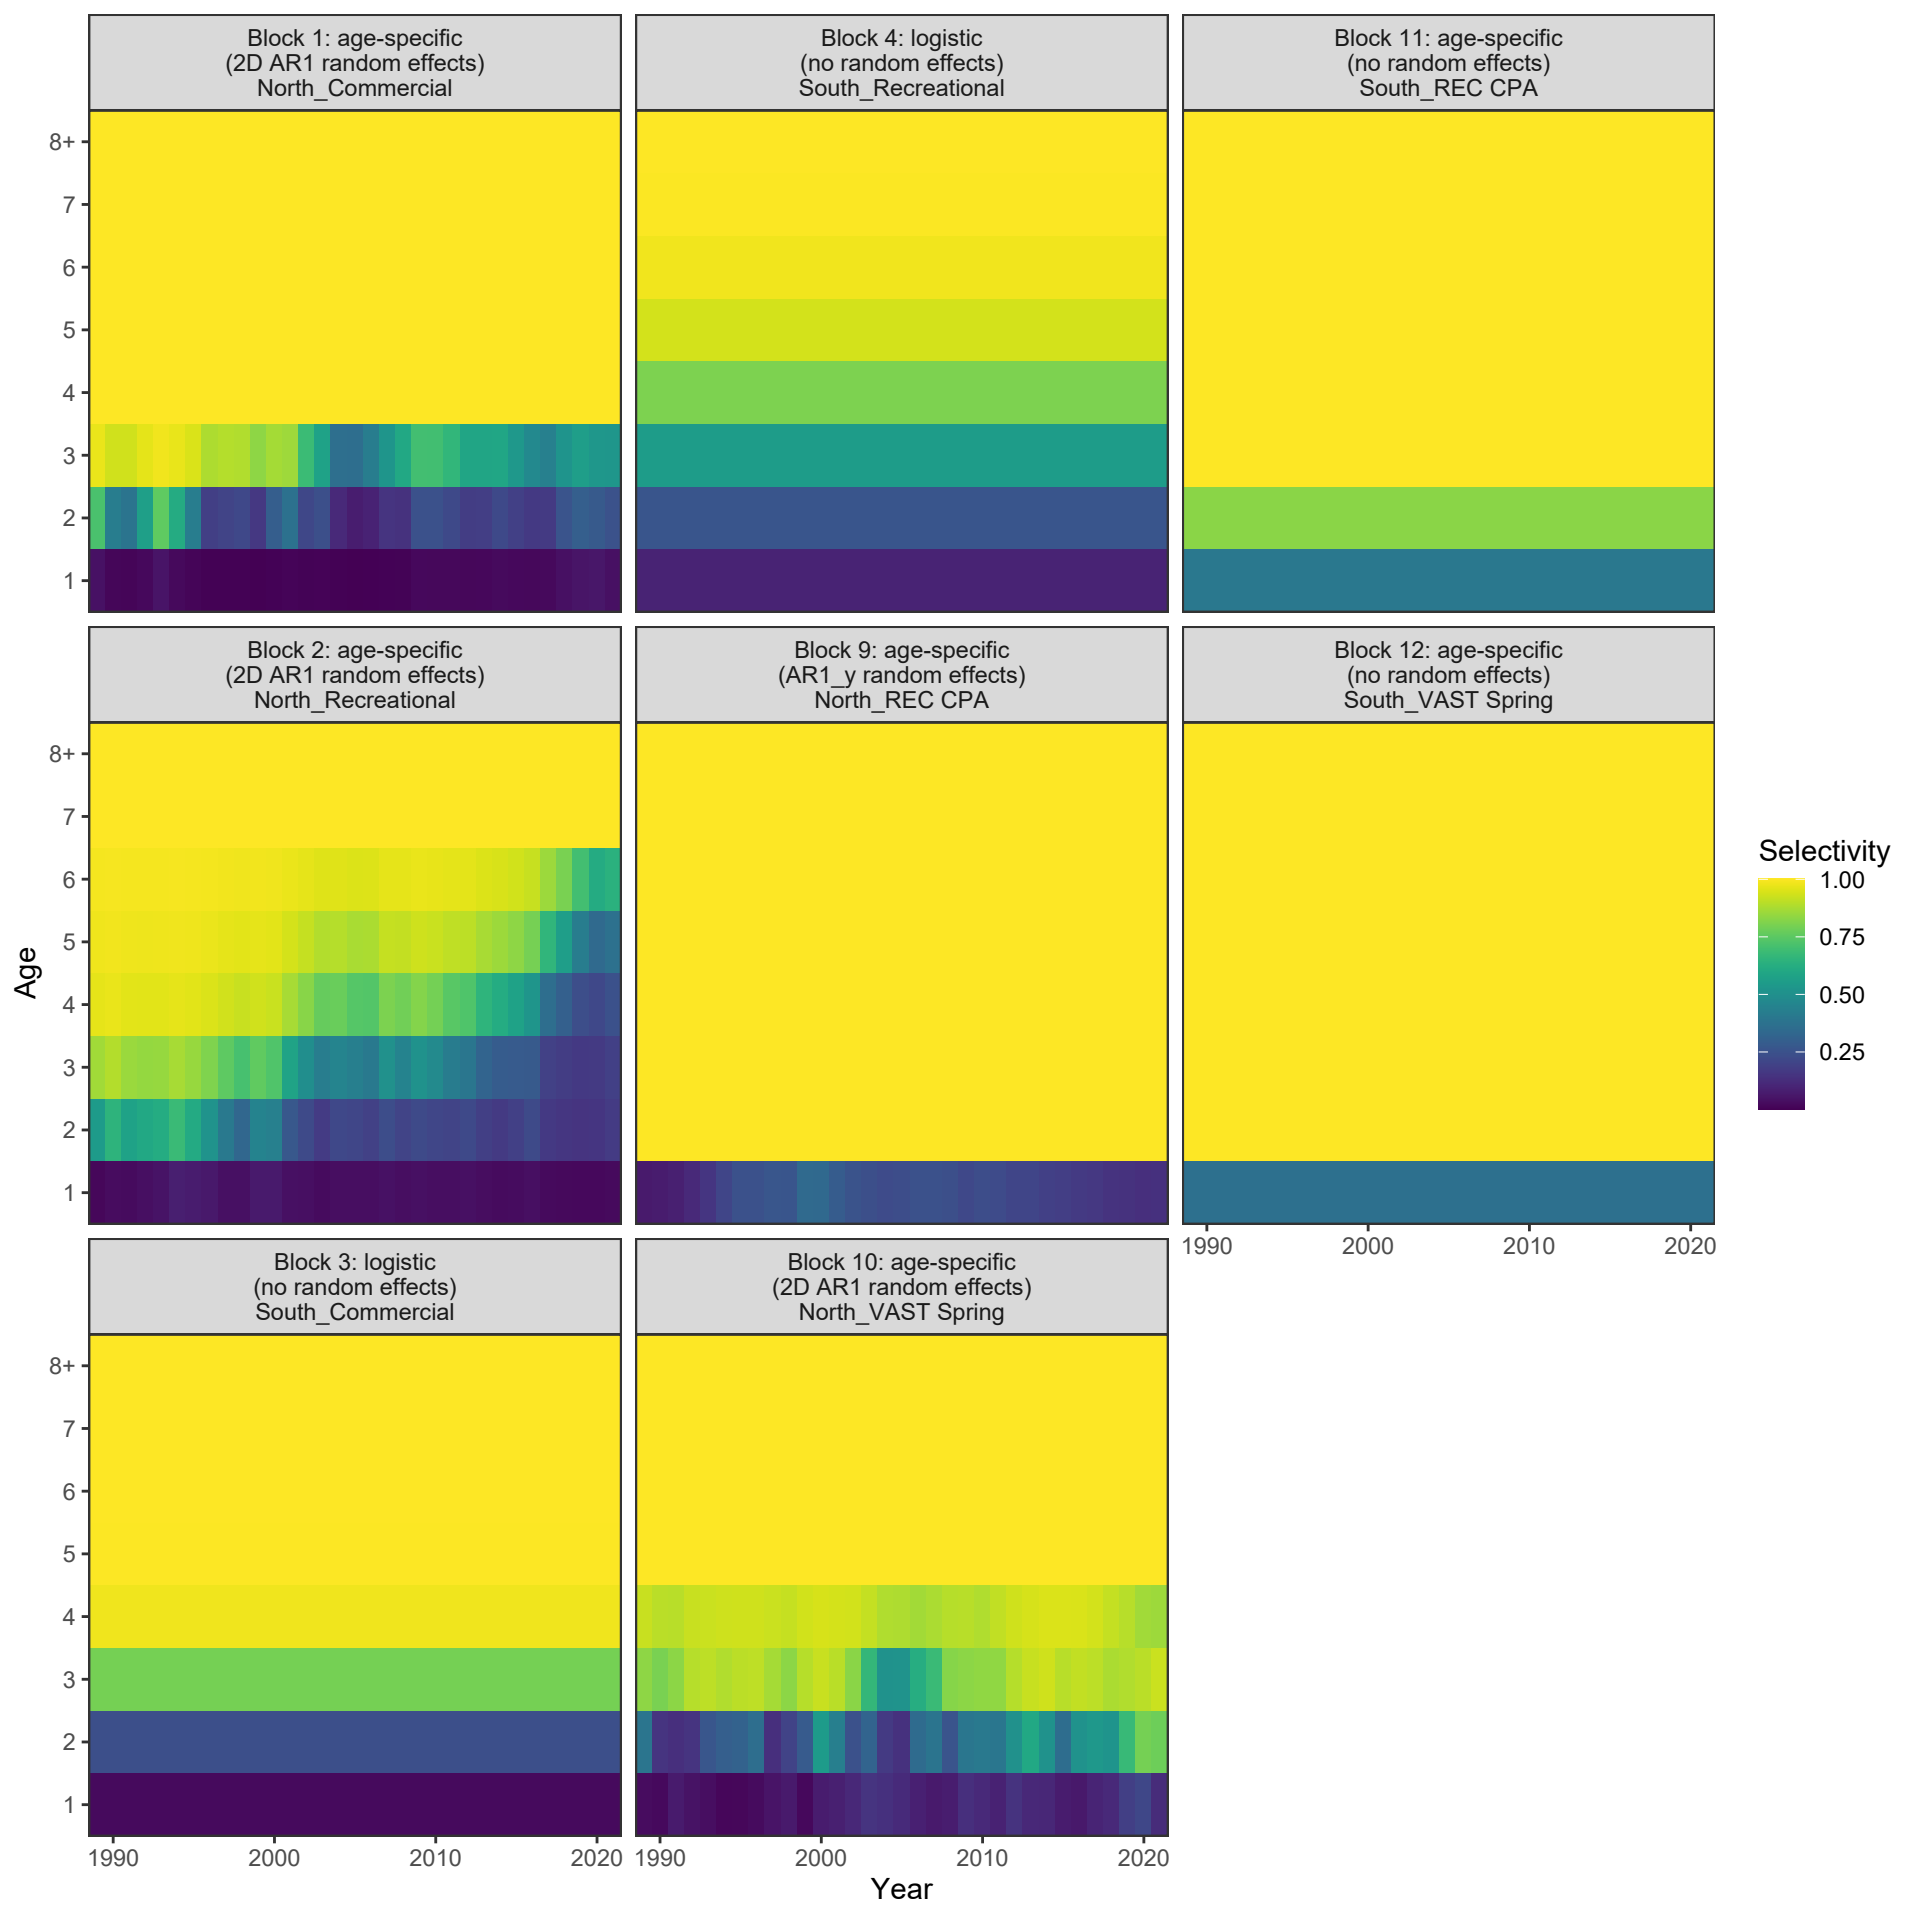 Block 1: age-specific
(2D AR1 random effects)
North_Commercial
Block 4: logistic
(no random effects)
South_Recreational
Block 11: age-specific
(no random effects)
South_REC CPA
8+
7
6
5
4
3
2
1
Block 2: age-specific
(2D AR1 random effects)
North_Recreational
Block 9: age-specific
(AR1_y random effects)
North_REC CPA
Block 12: age-specific
(no random effects)
South_VAST Spring
8+
7
6
5
4
3
2
1
1990 2000 2010 2020
Age
Selectivity
1.00
0.75
0.50
0.25
Block 3: logistic
(no random effects)
South_Commercial
Block 10: age-specific
(2D AR1 random effects)
North_VAST Spring
8+
7
6
5
4
3
2
1
1990 2000 2010 2020
1990 2000 2010 2020
Year